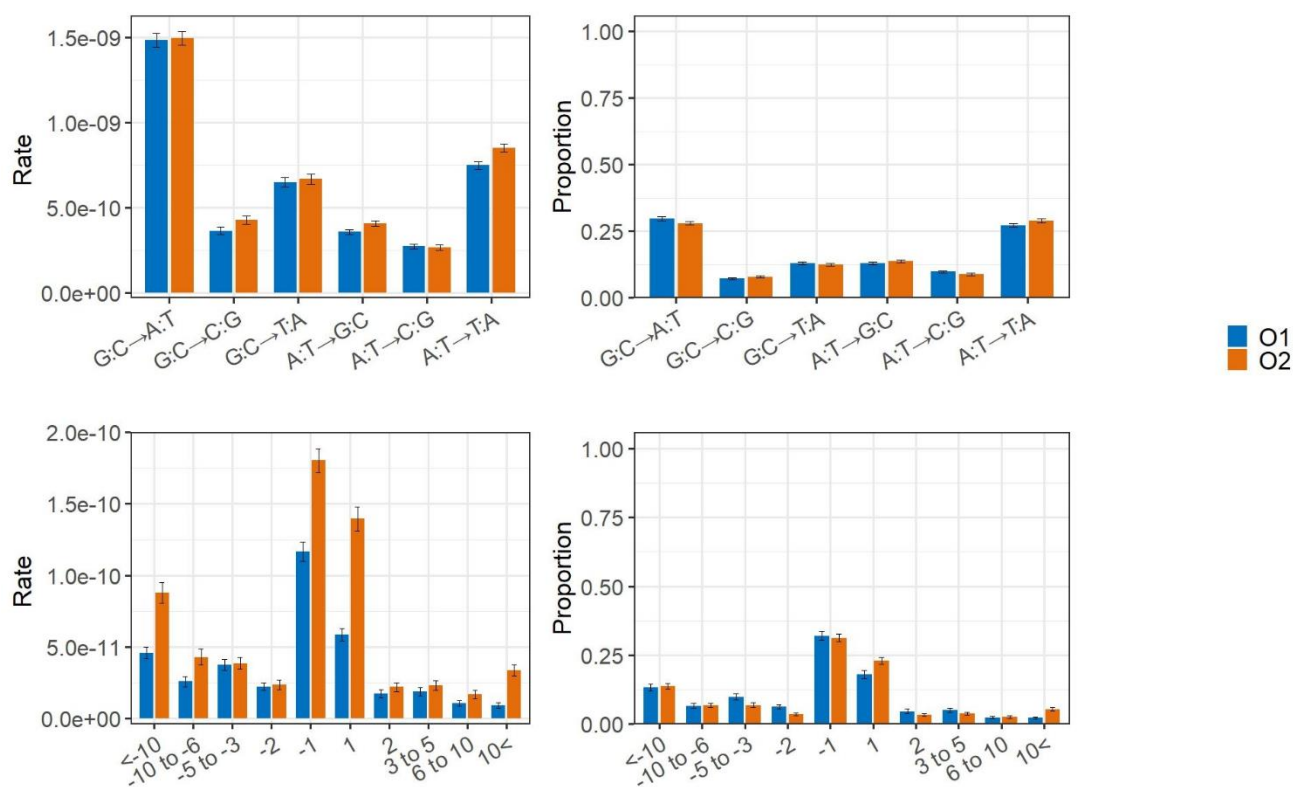 Rate
1.5e-09
1.0e-09
5.0e-10
0.0e+00
G:C→A:T
G:C→C:G
G:C→T:A
A:T→G:C
A:T→C:G
A:T→T:A
Proportion
1.00
0.75
0.50
0.25
0.00
G:C→A:T
G:C→C:G
G:C→T:A
A:T→G:C
A:T→C:G
A:T→T:A
O1
O2
Rate
2.0e-10
1.5e-10
1.0e-10
5.0e-11
0.0e+00
<-10
-10 to -6
-5 to -3
-2
-1
1
2
3 to 5
6 to 10
10<
Proportion
1.00
0.75
0.50
0.25
0.00
<-10
-10 to -6
-5 to -3
-2
-1
1
2
3 to 5
6 to 10
10<